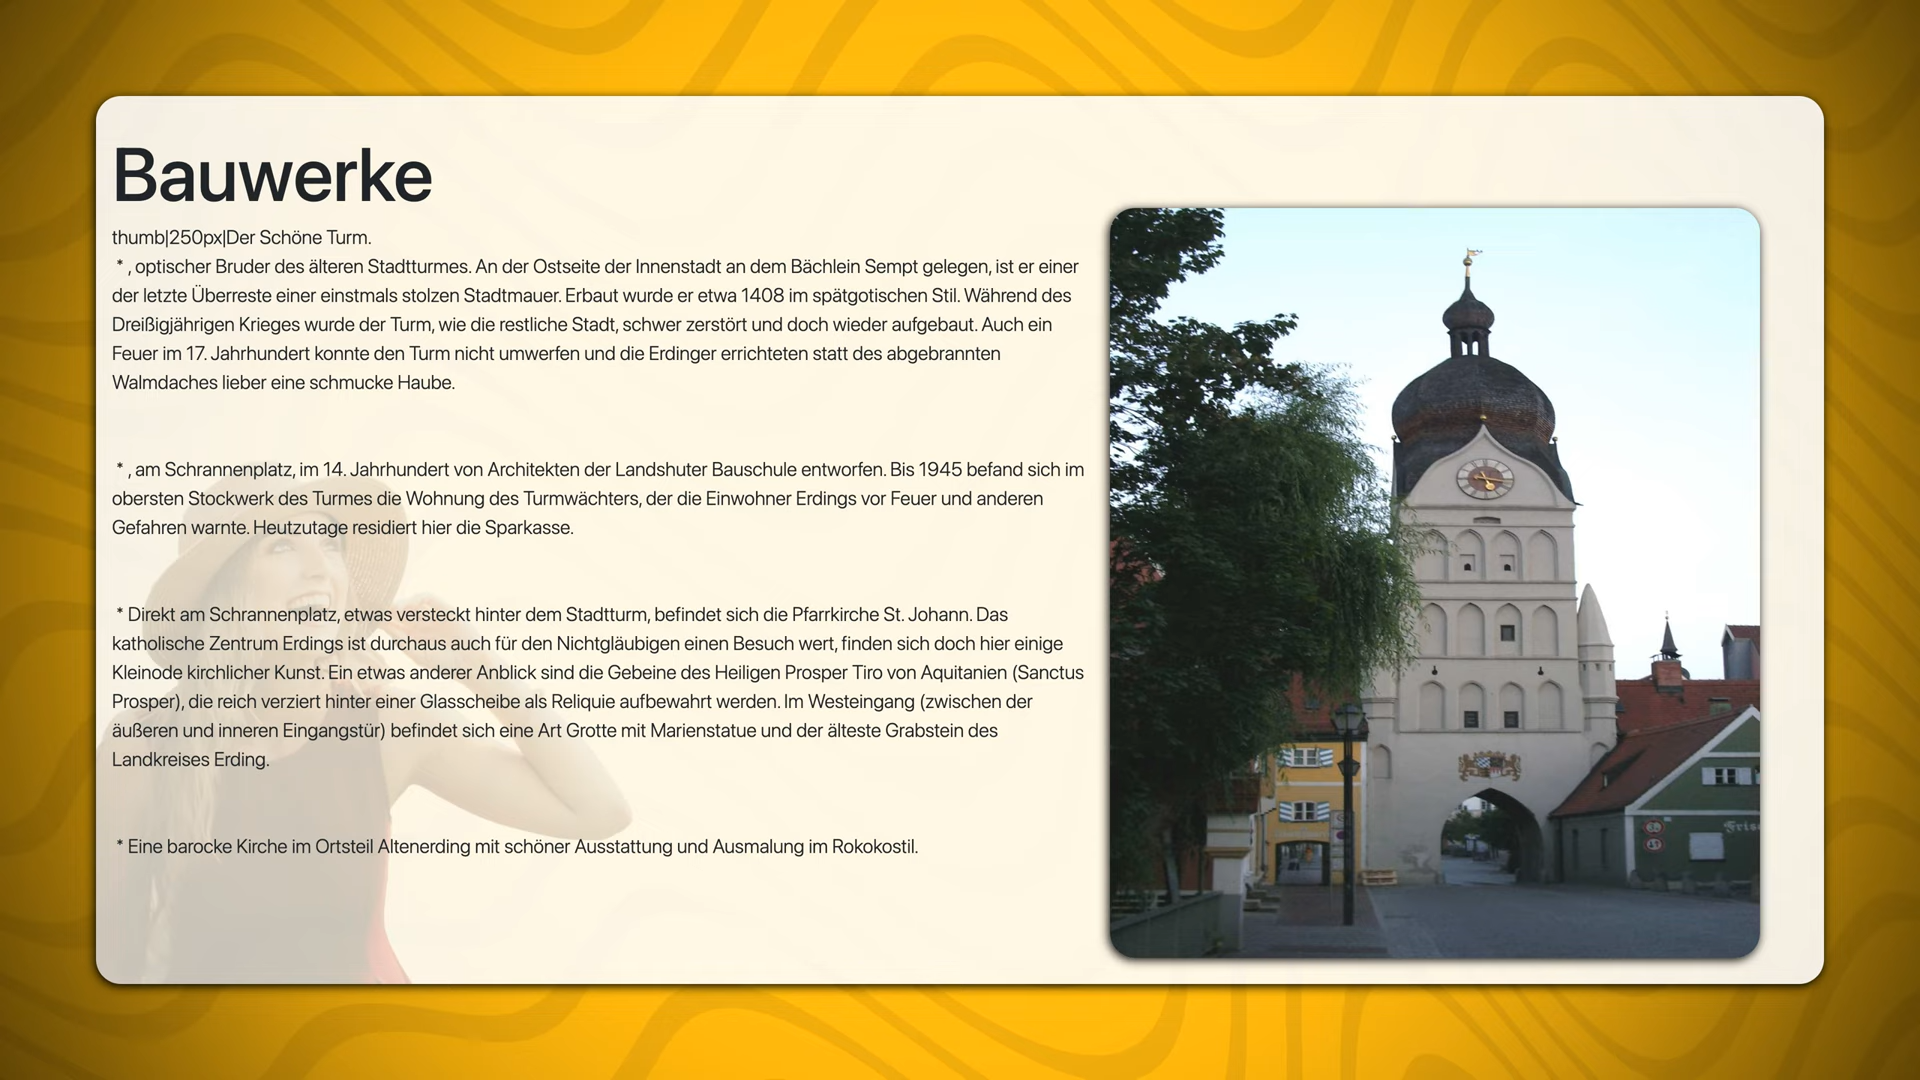 Bauwerke
thumb|250px|Der Schöne Turm.
* , optischer Bruder des älteren Stadtturmes. An der Ostseite der Innenstadt an dem Bächlein Sempt gelegen, ist er einer
der letzte Überreste einer einstmals stolzen Stadtmauer. Erbaut wurde er etwa 1408 im spätgotischen Stil. Während des
Dreißigjährigen Krieges wurde der Turm, wie die restliche Stadt, schwer zerstört und doch wieder aufgebaut. Auch ein
Feuer im 17. Jahrhundert konnte den Turm nicht umwerfen und die Erdinger errichteten statt des abgebrannten
Walmdaches lieber eine schmucke Haube.
* , am Schrannenplatz, im 14. Jahrhundert von Architekten der Landshuter Bauschule entworfen. Bis 1945 befand sich im
obersten Stockwerk des Turmes die Wohnung des Turmwächters, der die Einwohner Erdings vor Feuer und anderen
Gefahren warnte. Heutzutage residiert hier die Sparkasse.
* Direkt am Schrannenplatz, etwas versteckt hinter dem Stadtturm, befindet sich die Pfarrkirche St. Johann. Das
katholische Zentrum Erdings ist durchaus auch für den Nichtgläubigen einen Besuch wert, finden sich doch hier einige
Kleinode kirchlicher Kunst. Ein etwas anderer Anblick sind die Gebeine des Heiligen Prosper Tiro von Aquitanien (Sanctus
Prosper), die reich verziert hinter einer Glasscheibe als Reliquie aufbewahrt werden. Im Westeingang (zwischen der
äußeren und inneren Eingangstür) befindet sich eine Art Grotte mit Marienstatue und der älteste Grabstein des
Landkreises Erding.
* Eine barocke Kirche im Ortsteil Altenerding mit schöner Ausstattung und Ausmalung im Rokokostil.